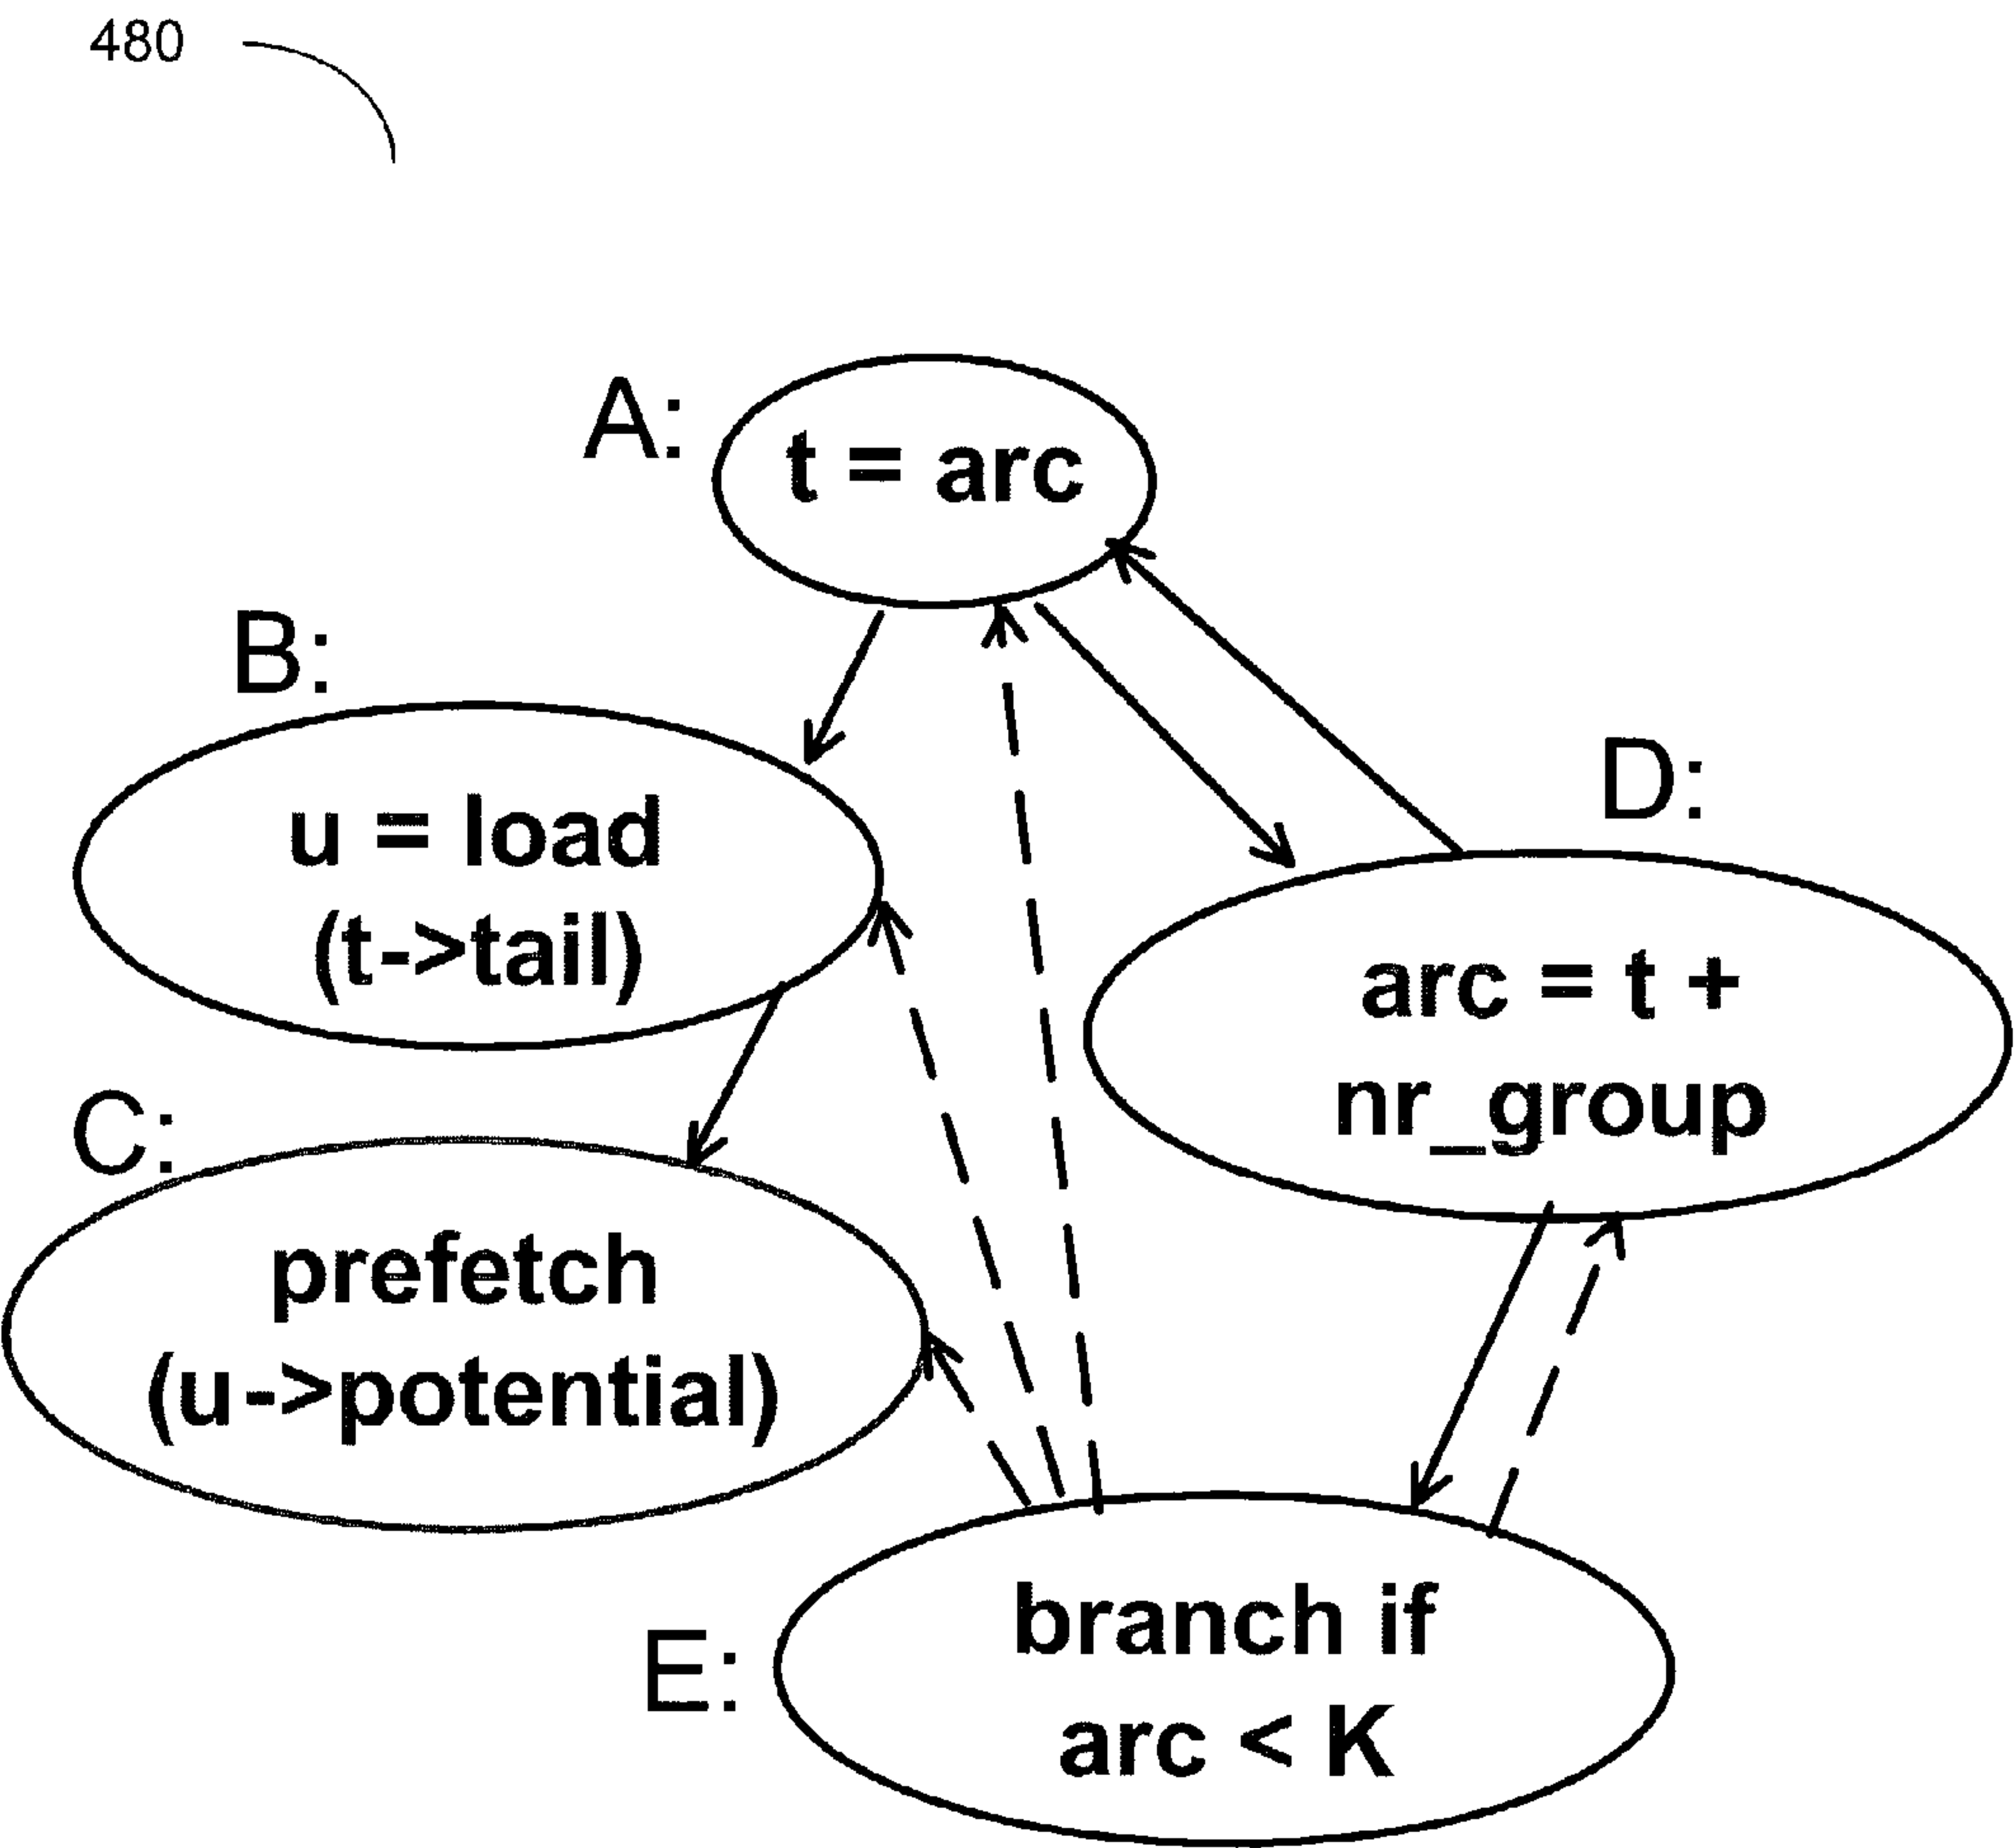 480
A:
t = arc
B:
u = load
(t->tail)
D:
arc = t +
nr_group
C:
prefetch
(u->potential)
E:
branch if
arc < K